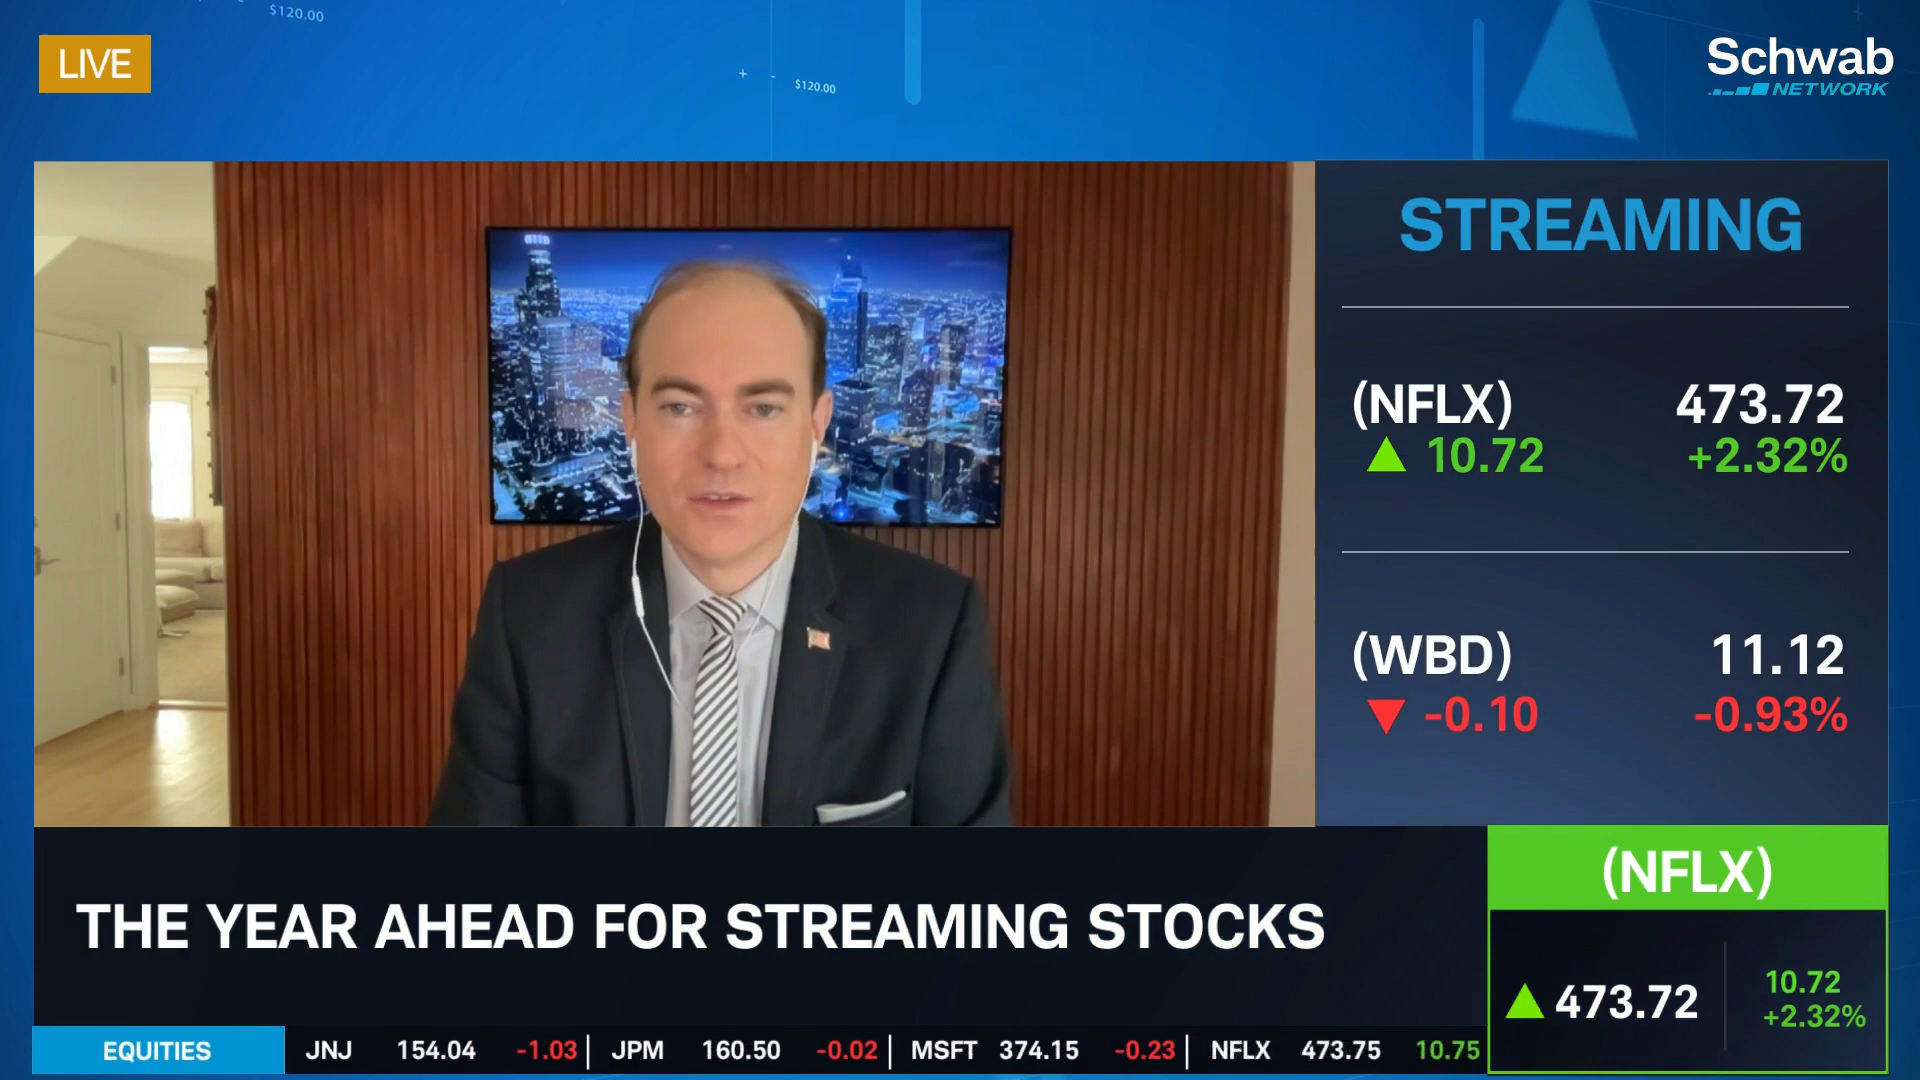 $120.00
LIVE
+ - $120.00
Schwab
NETWORK
STREAMING
(NFLX) 473.72
▲ 10.72 +2.32%
(WBD) 11.12
▼ -0.10 -0.93%
THE YEAR AHEAD FOR STREAMING STOCKS
(NFLX)
▲ 473.72
10.72
+2.32%
EQUITIES
JNJ 154.04 -1.03 | JPM 160.50 -0.02 | MSFT 374.15 -0.23 | NFLX 473.75 10.75